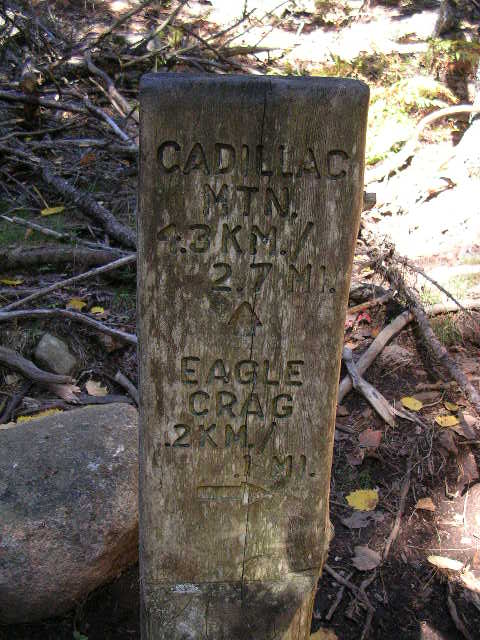 CADILLAC
MTN.
4.3 KM./
2.7 MI.
EAGLE
CRAG
.2 KM./
.1 MI.